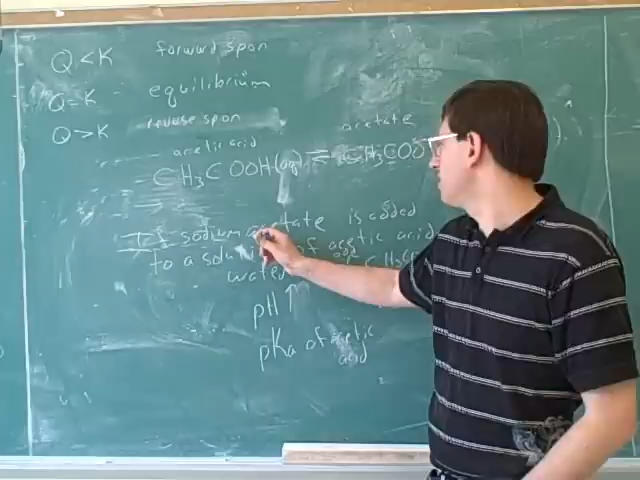 Q < K forward spon
Q = K equilibrium
Q > K reverse spon
acetic acid acetate
CH3COOH(aq) ⇌ CH3COO
If sodium acetate is added
to a solution of acetic acid
water
pH ↑
pKa of acetic
acid